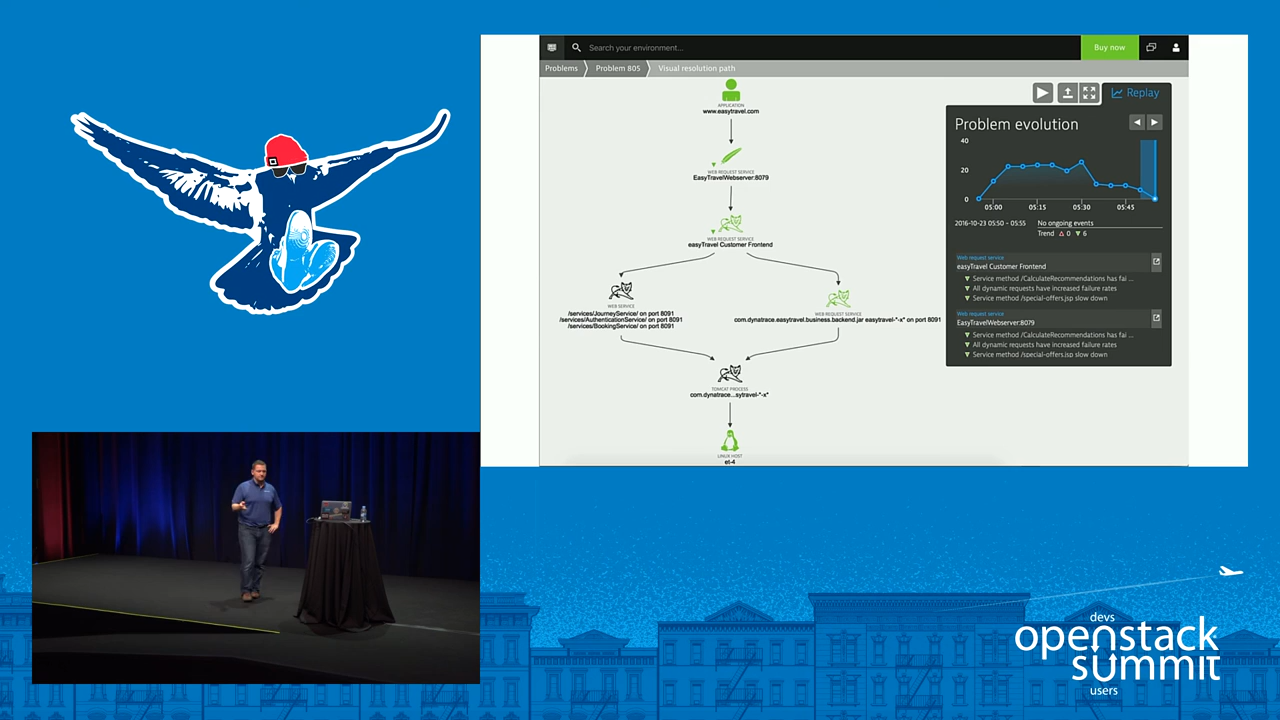 Search your environment...
Buy now
Problems
Problem 805
Visual resolution path
Replay
APPLICATION
www.easytravel.com
WEB REQUEST SERVICE
EasyTravelWebserver:8079
WEB REQUEST SERVICE
easyTravel Customer Frontend
WEB SERVICE
/services/JourneyService/ on port 8091
/services/AuthenticationService/ on port 8091
/services/BookingService/ on port 8091
WEB REQUEST SERVICE
com.dynatrace.easytravel.business.backend.jar easytravel-*-x* on port 8091
TOMCAT PROCESS
com.dynatrace...sytravel-*-x*
LINUX HOST
et-4
Problem evolution
40
20
0
05:00
05:15
05:30
05:45
2016-10-23 05:50 - 05:55
No ongoing events
Trend 0 6
Web request service
easyTravel Customer Frontend
Service method /CalculateRecommendations has fai ...
All dynamic requests have increased failure rates
Service method /special-offers.jsp slow down
Web request service
EasyTravelWebserver:8079
Service method /CalculateRecommendations has fai ...
All dynamic requests have increased failure rates
Service method /special-offers.jsp slow down
devs
openstack
summit
users